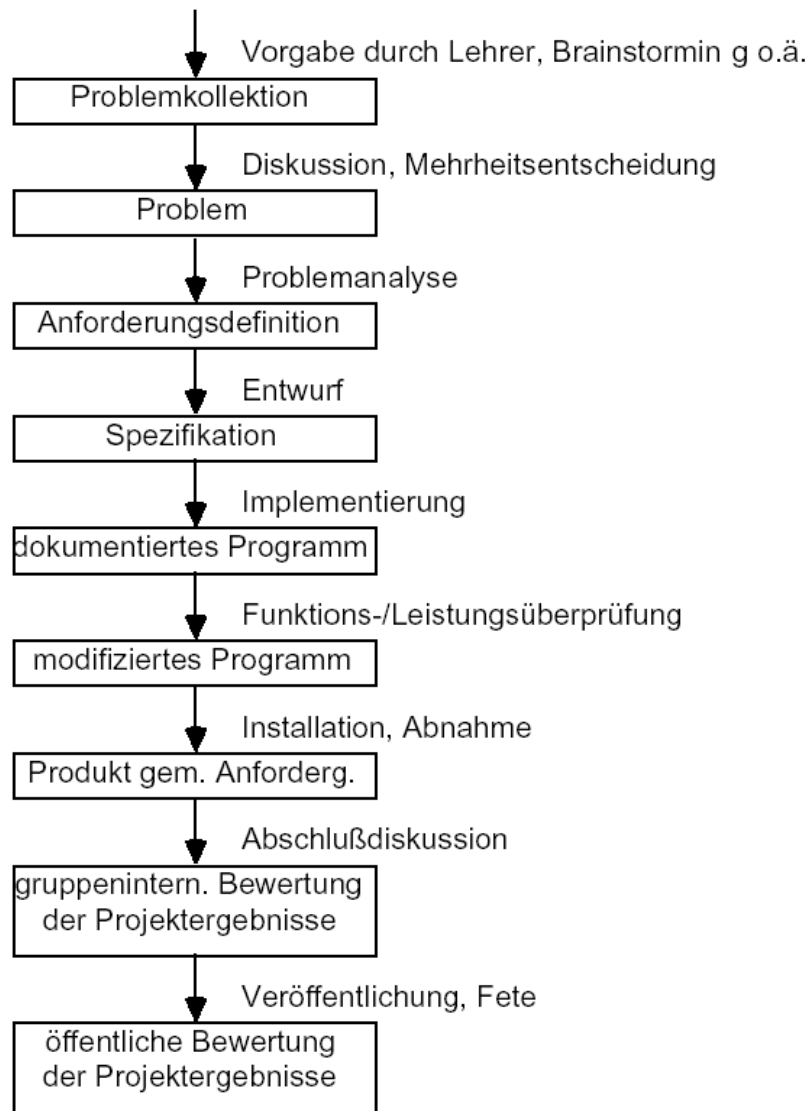 Vorgabe durch Lehrer, Brainstormin g o.ä.
Problemkollektion
Diskussion, Mehrheitsentscheidung
Problem
Problemanalyse
Anforderungsdefinition
Entwurf
Spezifikation
Implementierung
dokumentiertes Programm
Funktions-/Leistungsüberprüfung
modifiziertes Programm
Installation, Abnahme
Produkt gem. Anforderg.
Abschlußdiskussion
gruppenintern. Bewertung
der Projektergebnisse
Veröffentlichung, Fete
öffentliche Bewertung
der Projektergebnisse